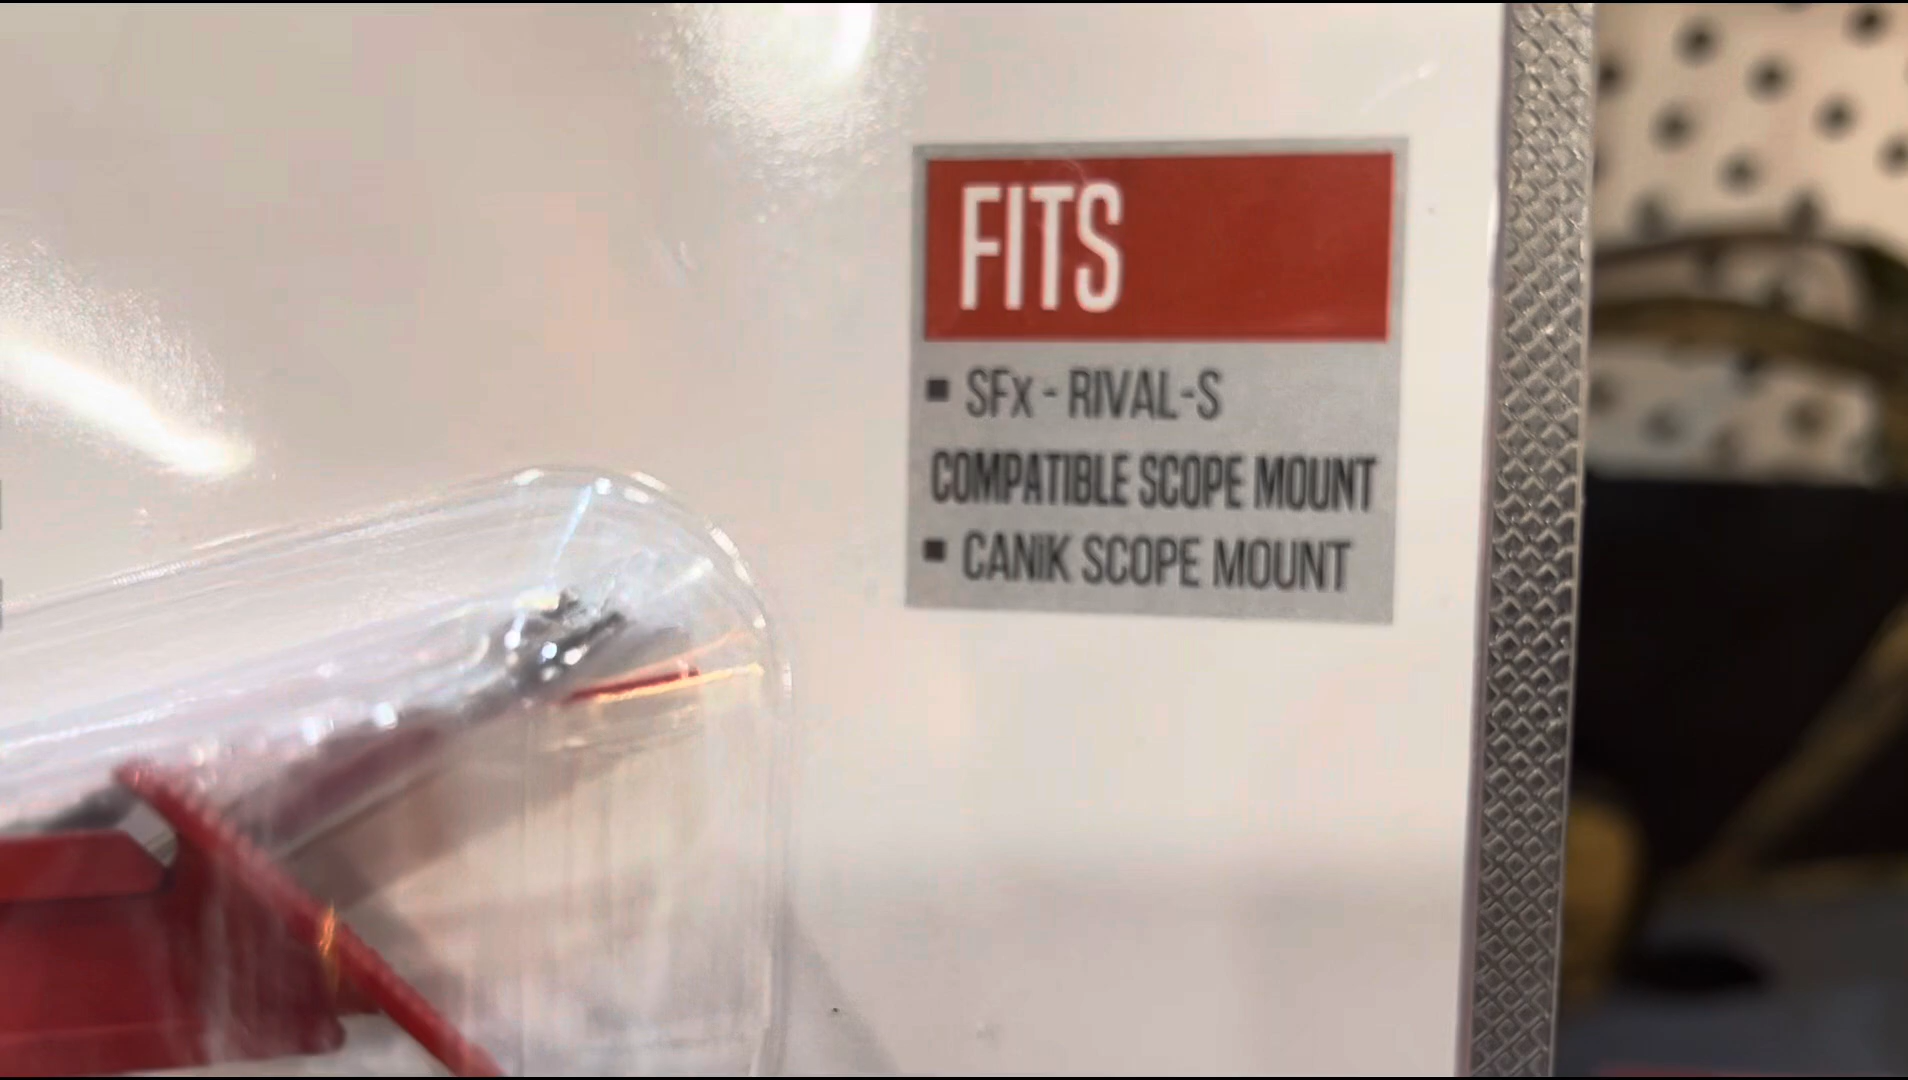 FITS
▪ SFx - RIVAL-S
COMPATIBLE SCOPE MOUNT
▪ CANiK SCOPE MOUNT